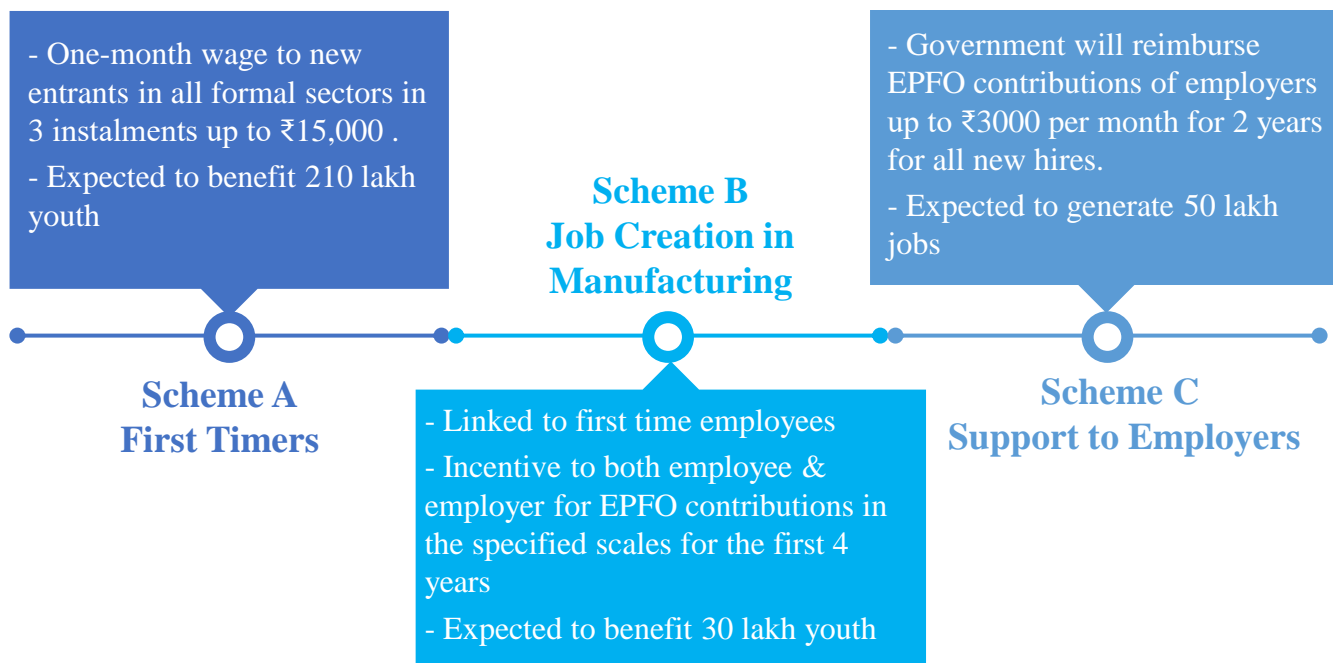 - One-month wage to new
entrants in all formal sectors in
3 instalments up to ₹15,000 .
- Expected to benefit 210 lakh
youth
Scheme A
First Timers
Scheme B
Job Creation in
Manufacturing
- Linked to first time employees
- Incentive to both employee &
employer for EPFO contributions in
the specified scales for the first 4
years
- Expected to benefit 30 lakh youth
- Government will reimburse
EPFO contributions of employers
up to ₹3000 per month for 2 years
for all new hires.
- Expected to generate 50 lakh
jobs
Scheme C
Support to Employers